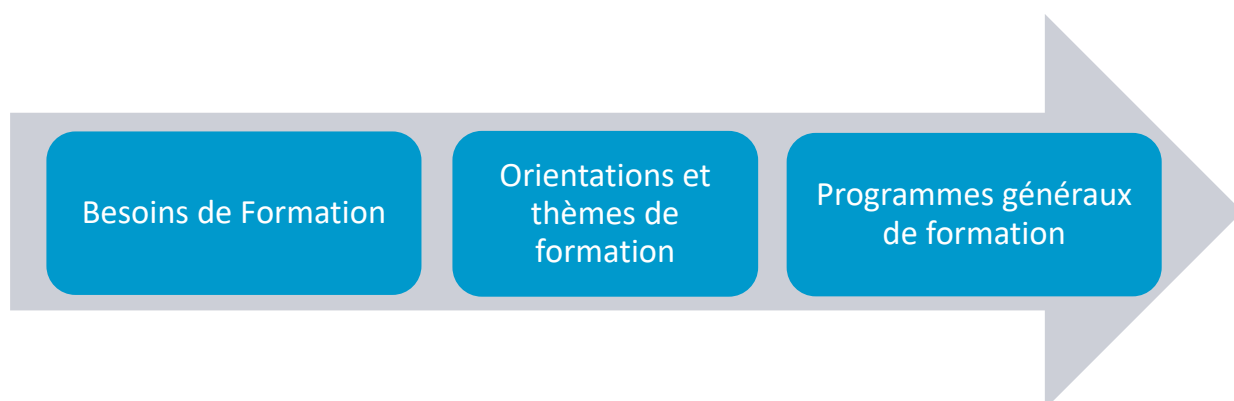 Besoins de Formation
Orientations et
thèmes de
formation
Programmes généraux
de formation